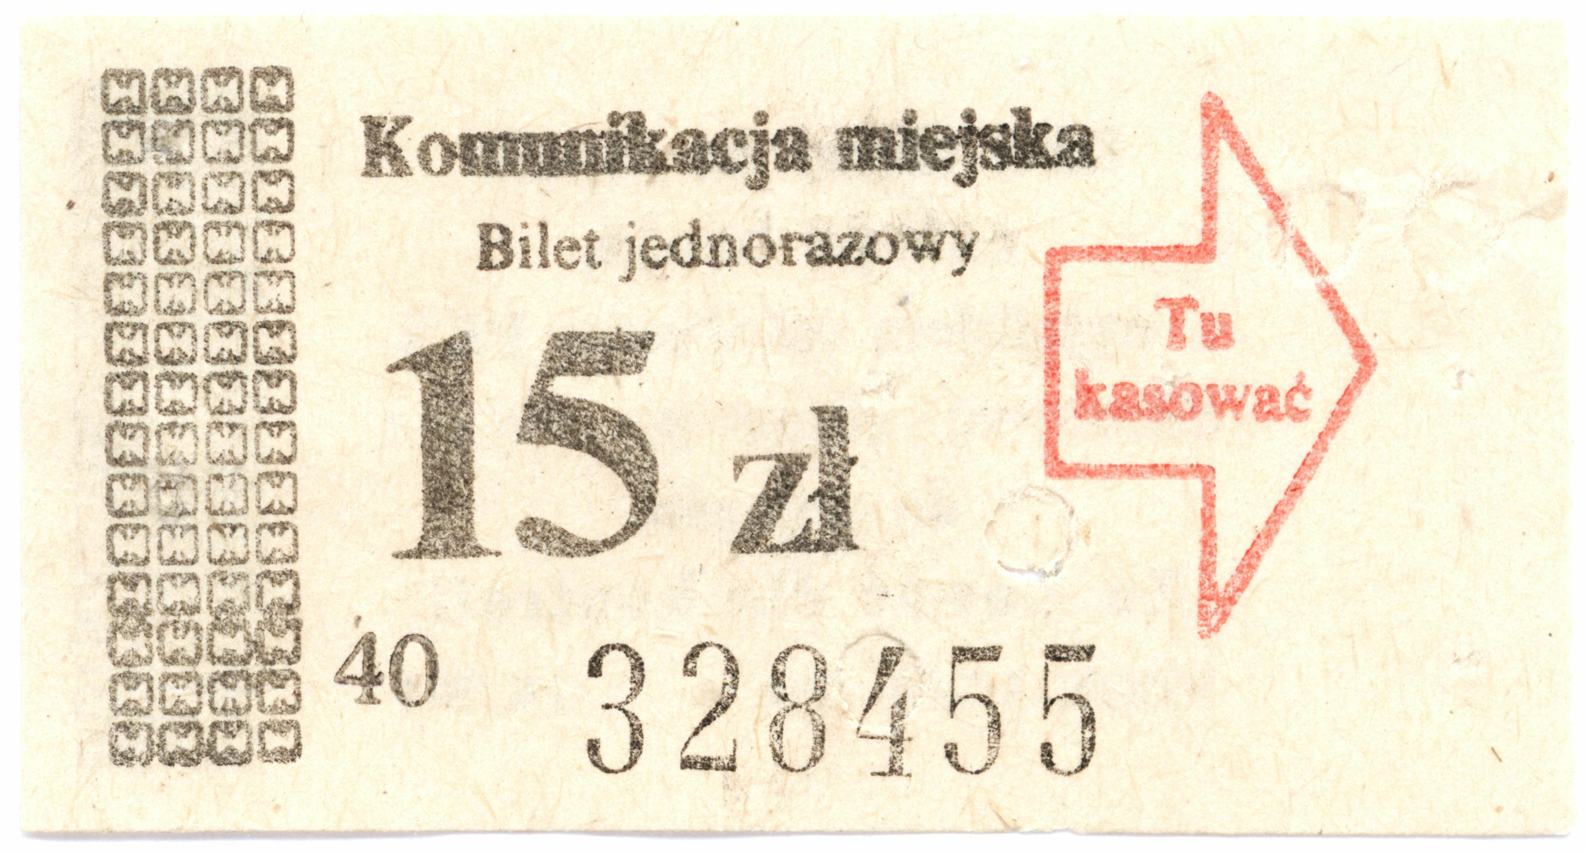 Komunikacja miejska
Bilet jednorazowy
15 zł
Tu
kasować
40 328455